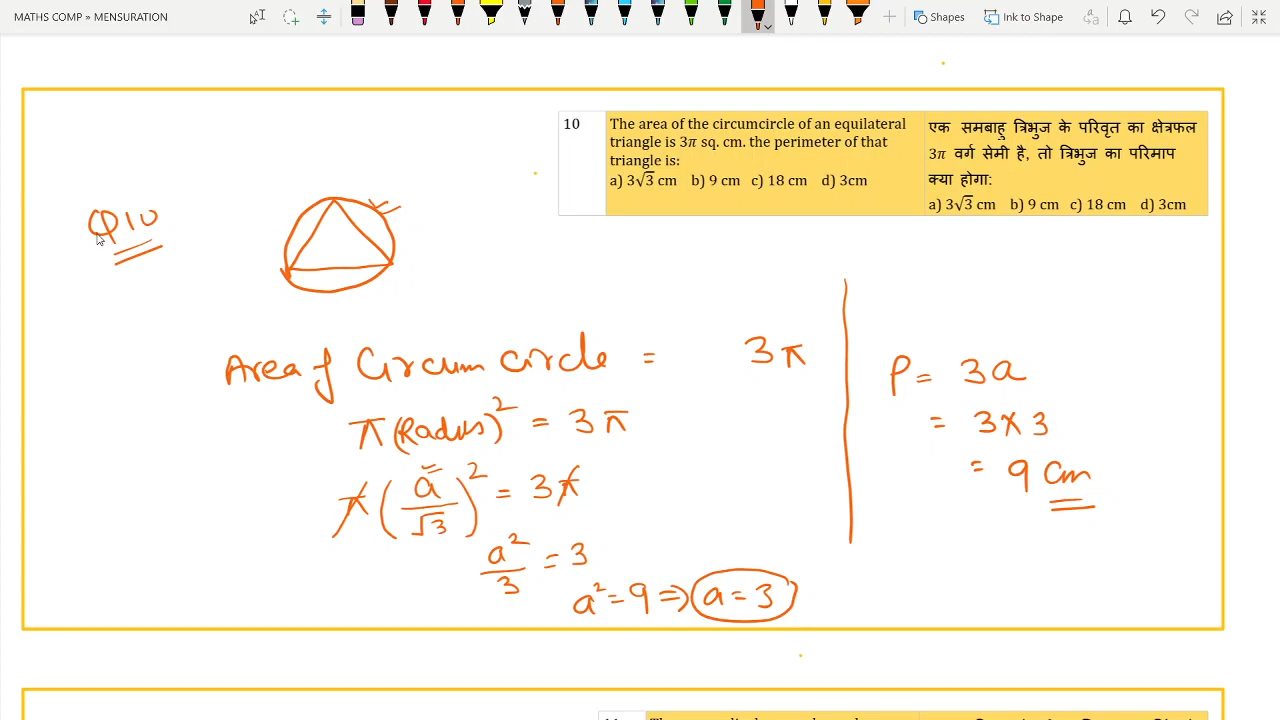 MATHS COMP » MENSURATION
Shapes
Ink to Shape
10
The area of the circumcircle of an equilateral
triangle is 3π sq. cm. the perimeter of that
triangle is:
a) 3√3 cm b) 9 cm c) 18 cm d) 3cm
एक समबाहु त्रिभुज के परिवृत का क्षेत्रफल
3π वर्ग सेमी है, तो त्रिभुज का परिमाप
क्या होगा:
a) 3√3 cm b) 9 cm c) 18 cm d) 3cm
Q10
Area of Circum circle = 3π
π(Radius)² = 3π
π(a/√3)² = 3π
a²/3 = 3
a² = 9 ⇒ a = 3
P = 3a
= 3×3
= 9 cm